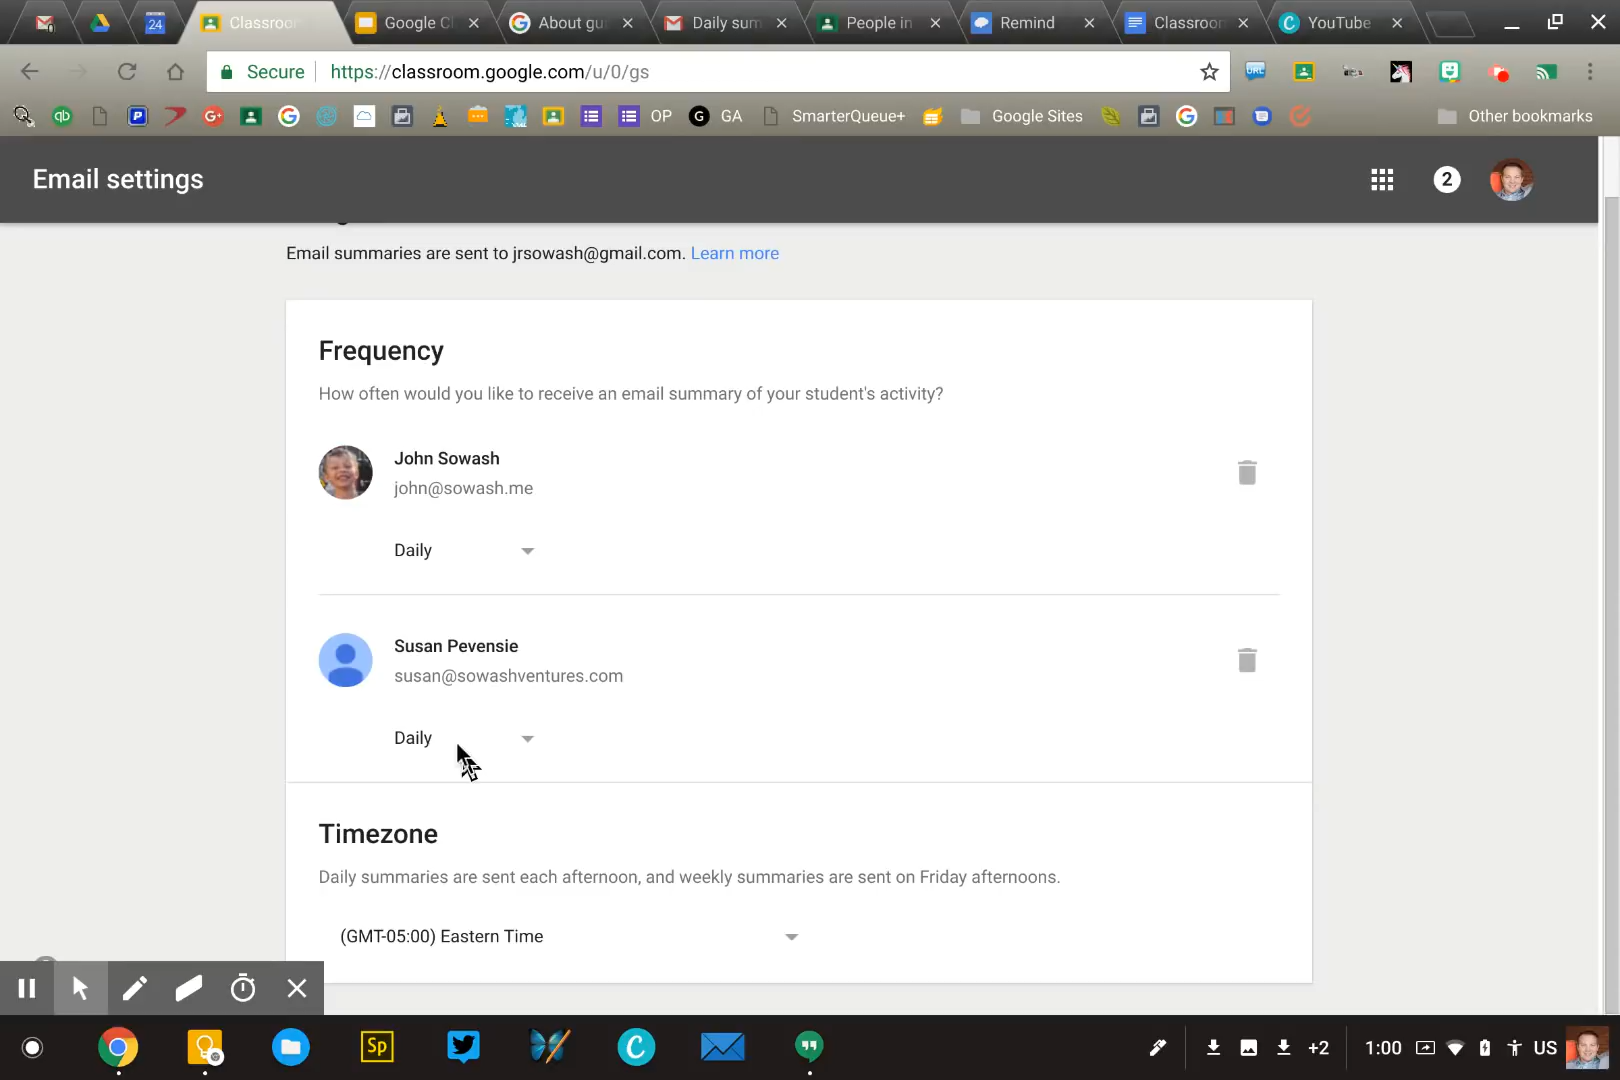 24
Classroo
Google Cl
About gu
Daily sum
People in
Remind
Classroo
YouTube
Secure
https://classroom.google.com/u/0/gs
URL
qb
P
G+
G
OP
G
GA
SmarterQueue+
Google Sites
G
Other bookmarks
Email settings
2
Email summaries are sent to jrsowash@gmail.com. Learn more
Frequency
How often would you like to receive an email summary of your student's activity?
John Sowash
john@sowash.me
Daily
Susan Pevensie
susan@sowashventures.com
Daily
Timezone
Daily summaries are sent each afternoon, and weekly summaries are sent on Friday afternoons.
(GMT-05:00) Eastern Time
Sp
C
+2
1:00
US